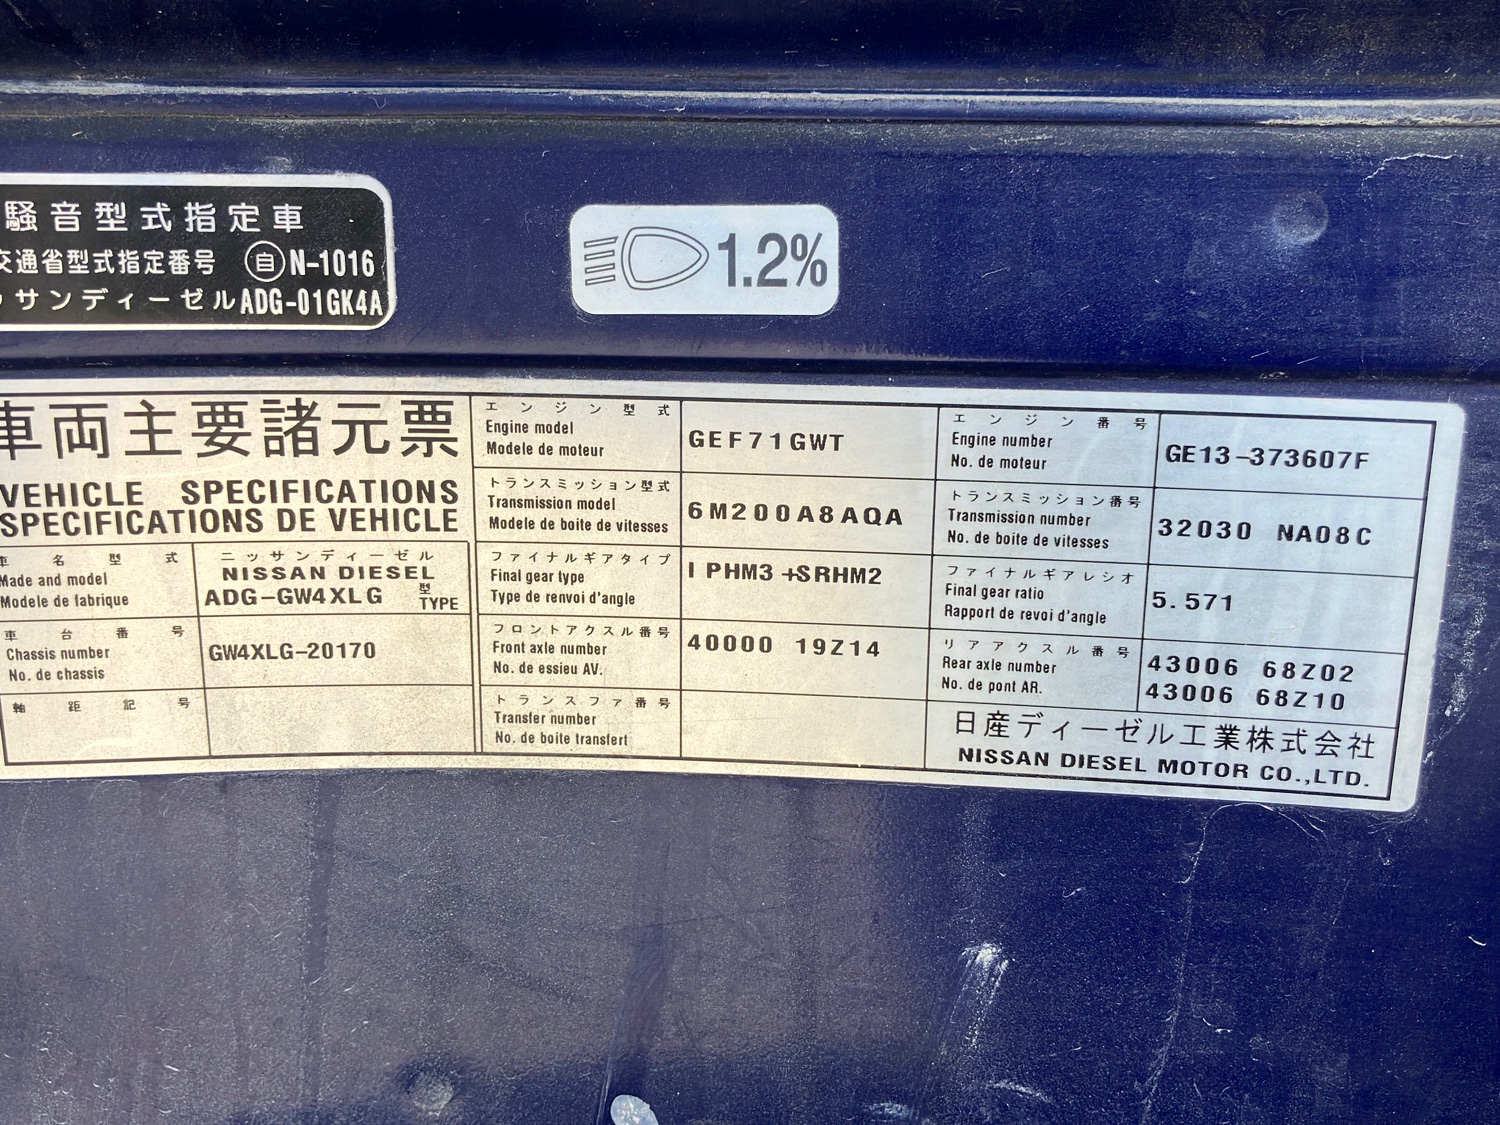 騒音型式指定車
交通省型式指定番号 自 N-1016
ッサンディーゼル ADG-01GK4A
1.2%
車両主要諸元票
VEHICLE SPECIFICATIONS
SPECIFICATIONS DE VEHICLE
車名型式
Made and model
Modele de fabrique
ニッサンディーゼル
NISSAN DIESEL
ADG-GW4XLG 型
TYPE
車台番号
Chassis number
No. de chassis
GW4XLG-20170
軸距記号
エンジン型式
Engine model
Modele de moteur
GEF71GWT
トランスミッション型式
Transmission model
Modele de boite de vitesses
6M200A8AQA
ファイナルギアタイプ
Final gear type
Type de renvoi d'angle
I PHM3+SRHM2
フロントアクスル番号
Front axle number
No. de essieu AV.
40000 19Z14
トランスファ番号
Transfer number
No. de boite transfert
エンジン番号
Engine number
No. de moteur
GE13-373607F
トランスミッション番号
Transmission number
No. de boite de vitesses
32030 NA08C
ファイナルギアレシオ
Final gear ratio
Rapport de revoi d'angle
5.571
リアアクスル番号
Rear axle number
No. de pont AR.
43006 68Z02
43006 68Z10
日産ディーゼル工業株式会社
NISSAN DIESEL MOTOR CO.,LTD.